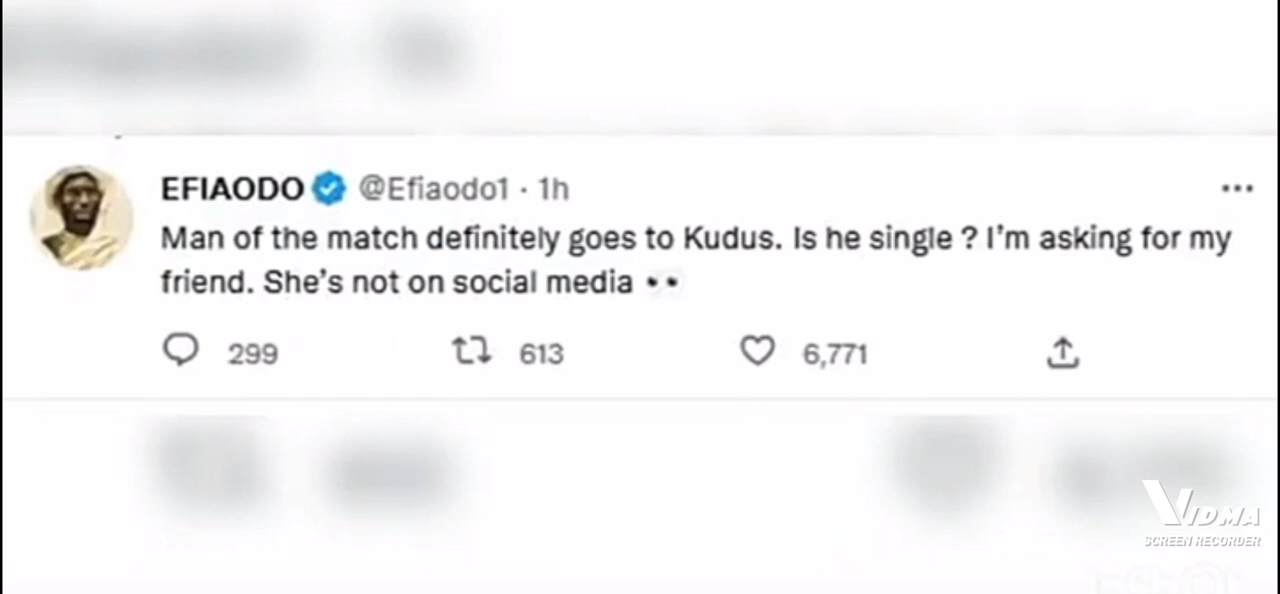 EFIAODO @Efiaodo1 · 1h
Man of the match definitely goes to Kudus. Is he single ? I'm asking for my
friend. She's not on social media 👀
299 613 6,771
VIDMA
SCREEN RECORDER